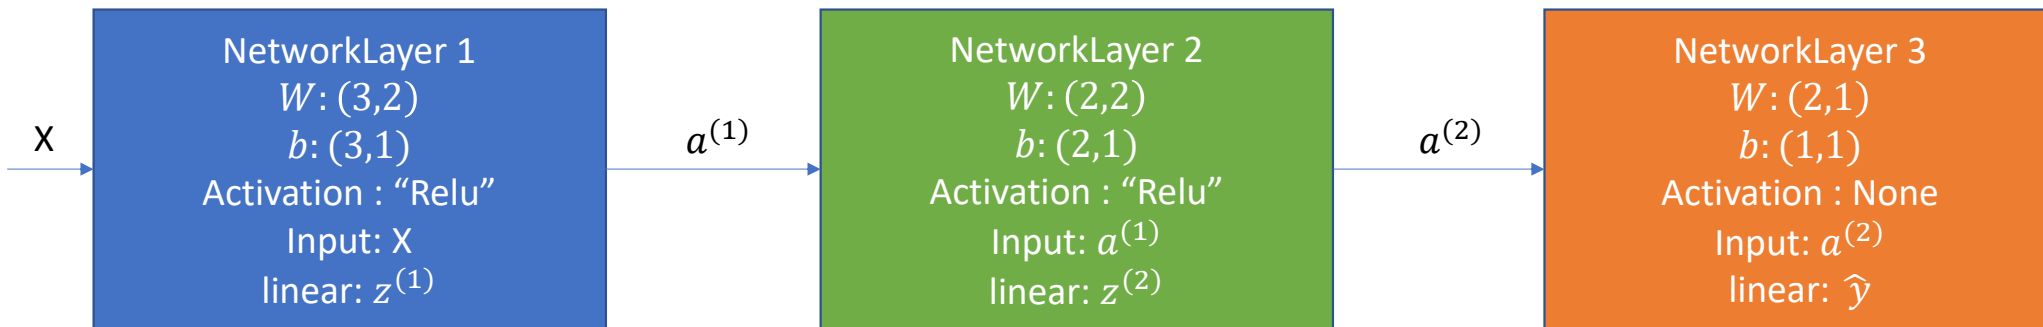 X
NetworkLayer 1
W: (3,2)
b: (3,1)
Activation : “Relu”
Input: X
linear: z⁽¹⁾
a⁽¹⁾
NetworkLayer 2
W: (2,2)
b: (2,1)
Activation : “Relu”
Input: a⁽¹⁾
linear: z⁽²⁾
a⁽²⁾
NetworkLayer 3
W: (2,1)
b: (1,1)
Activation : None
Input: a⁽²⁾
linear: ŷ